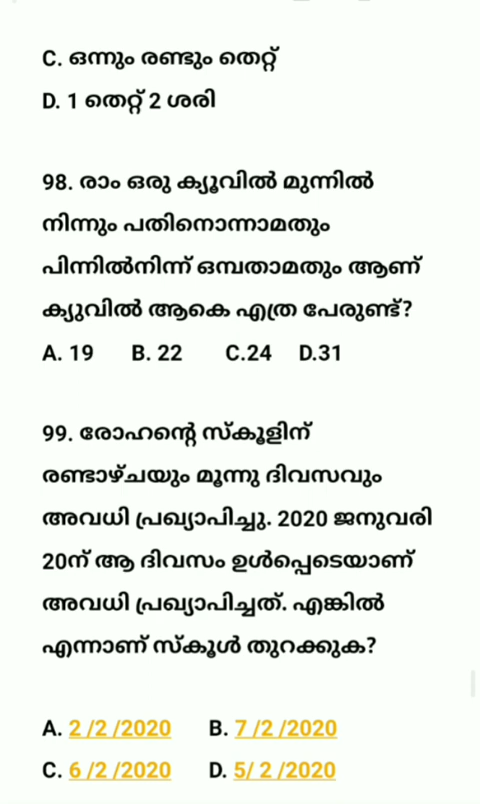 C. ഒന്നും രണ്ടും തെറ്റ്
D. 1 തെറ്റ് 2 ശരി
98. രാം ഒരു ക്യൂവിൽ മുന്നിൽ
നിന്നും പതിനൊന്നാമതും
പിന്നിൽനിന്ന് ഒമ്പതാമതും ആണ്
ക്യുവിൽ ആകെ എത്ര പേരുണ്ട്?
A. 19 B. 22 C.24 D.31
99. രോഹന്റെ സ്കൂളിന്
രണ്ടാഴ്ചയും മൂന്നു ദിവസവും
അവധി പ്രഖ്യാപിച്ചു. 2020 ജനുവരി
20ന് ആ ദിവസം ഉൾപ്പെടെയാണ്
അവധി പ്രഖ്യാപിച്ചത്. എങ്കിൽ
എന്നാണ് സ്കൂൾ തുറക്കുക?
A. 2 /2 /2020 B. 7 /2 /2020
C. 6 /2 /2020 D. 5/ 2 /2020